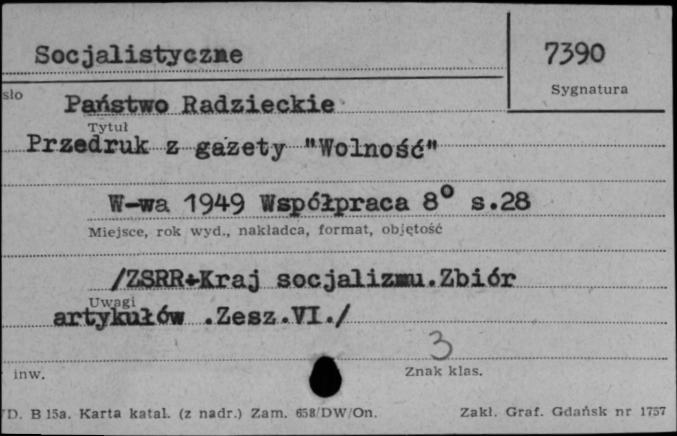 Socjalistyczne
7390
Sygnatura
sło
Państwo Radzieckie
Tytuł
Przedruk z gazety "Wolność"
W-wa 1949 Współpraca 8° s.28
Miejsce, rok wyd., nakładca, format, objętość
/ZSRR+Kraj socjalizmu.Zbiór
Uwagi
artykułów .Zesz.VI./
3
inw.
Znak klas.
D. B 15a. Karta katal. (z nadr.) Zam. 658/DW/On.
Zakł. Graf. Gdańsk nr 1757